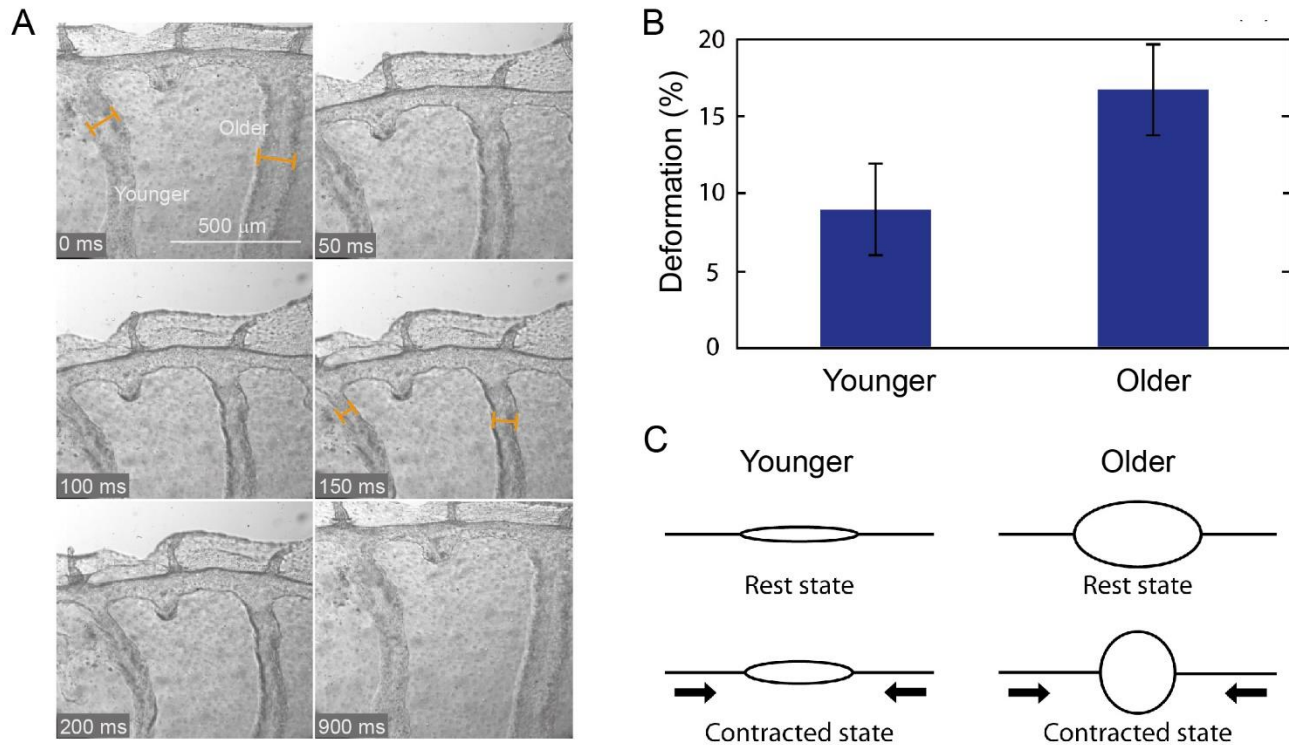 A
Older
Younger
500 μm
0 ms
50 ms
100 ms
150 ms
200 ms
900 ms
B
Deformation (%)
20
15
10
5
0
Younger
Older
C
Younger
Older
Rest state
Rest state
Contracted state
Contracted state